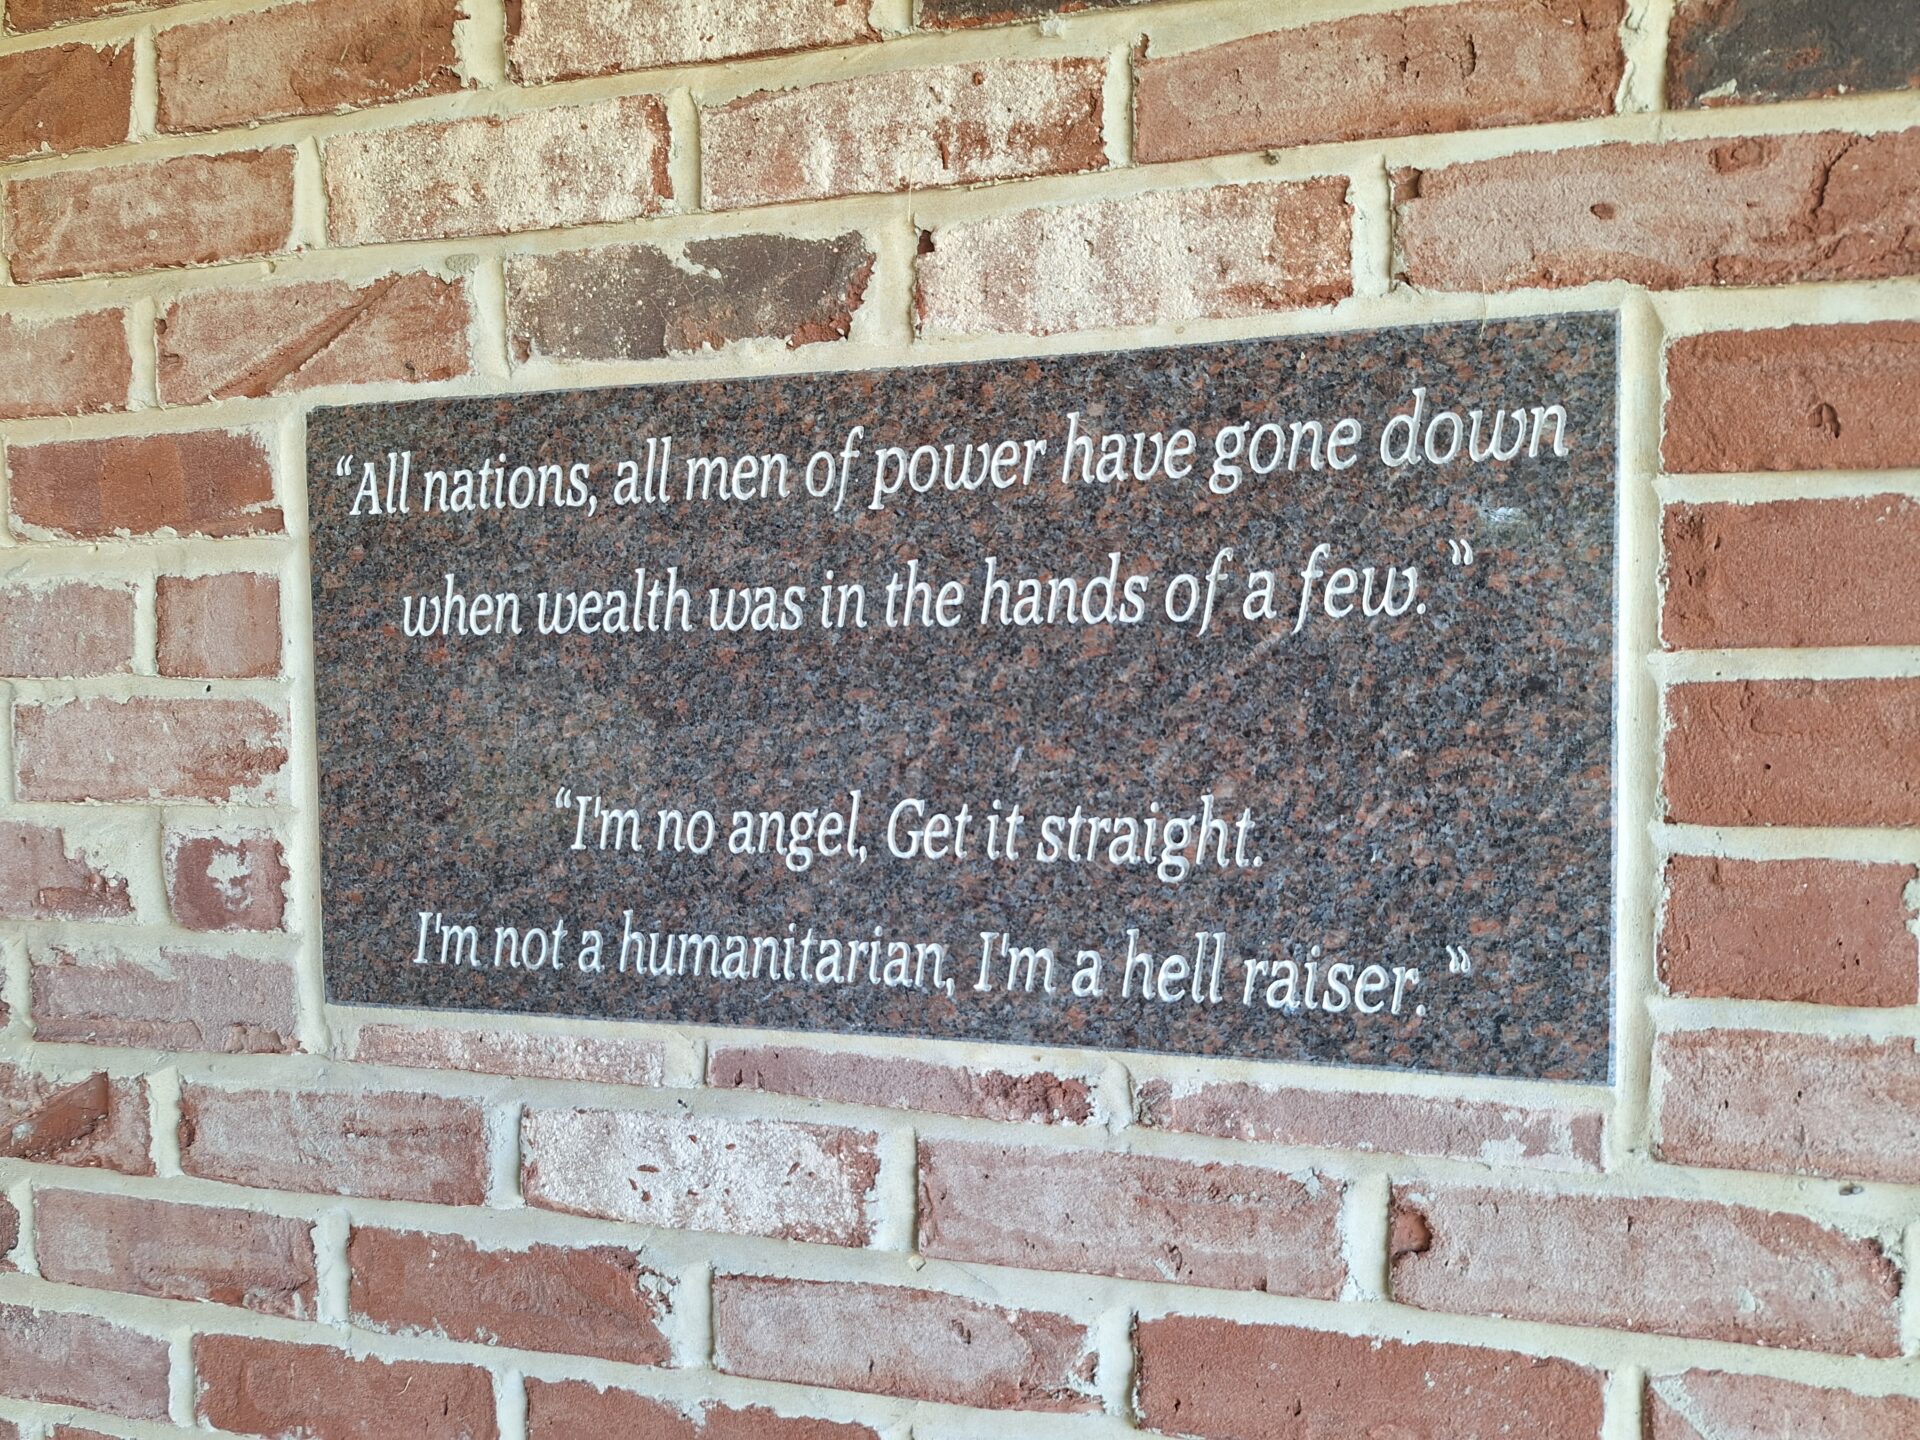 “All nations, all men of power have gone down
when wealth was in the hands of a few.”
“I'm no angel, Get it straight.
I'm not a humanitarian, I'm a hell raiser. ”